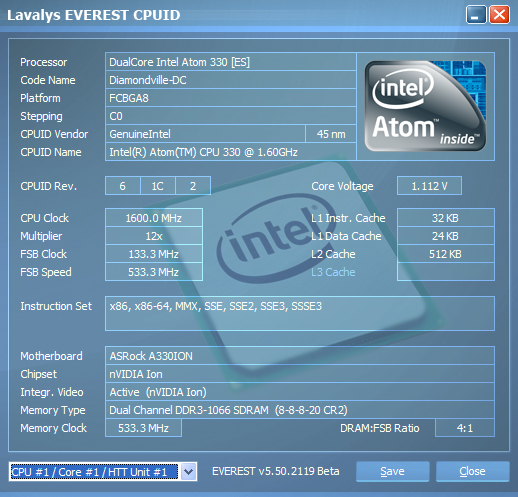 Lavalys EVEREST CPUID
Processor DualCore Intel Atom 330 [ES]
Code Name Diamondville-DC
Platform FCBGA8
Stepping C0
CPUID Vendor GenuineIntel 45 nm
CPUID Name Intel(R) Atom(TM) CPU 330 @ 1.60GHz
intel
Atom™
inside™
CPUID Rev. 6 1C 2 Core Voltage 1.112 V
CPU Clock 1600.0 MHz L1 Instr. Cache 32 KB
Multiplier 12x L1 Data Cache 24 KB
FSB Clock 133.3 MHz L2 Cache 512 KB
FSB Speed 533.3 MHz L3 Cache
intel
Instruction Set x86, x86-64, MMX, SSE, SSE2, SSE3, SSSE3
Motherboard ASRock A330ION
Chipset nVIDIA Ion
Integr. Video Active (nVIDIA Ion)
Memory Type Dual Channel DDR3-1066 SDRAM (8-8-8-20 CR2)
Memory Clock 533.3 MHz DRAM:FSB Ratio 4:1
CPU #1 / Core #1 / HTT Unit #1 EVEREST v5.50.2119 Beta Save Close